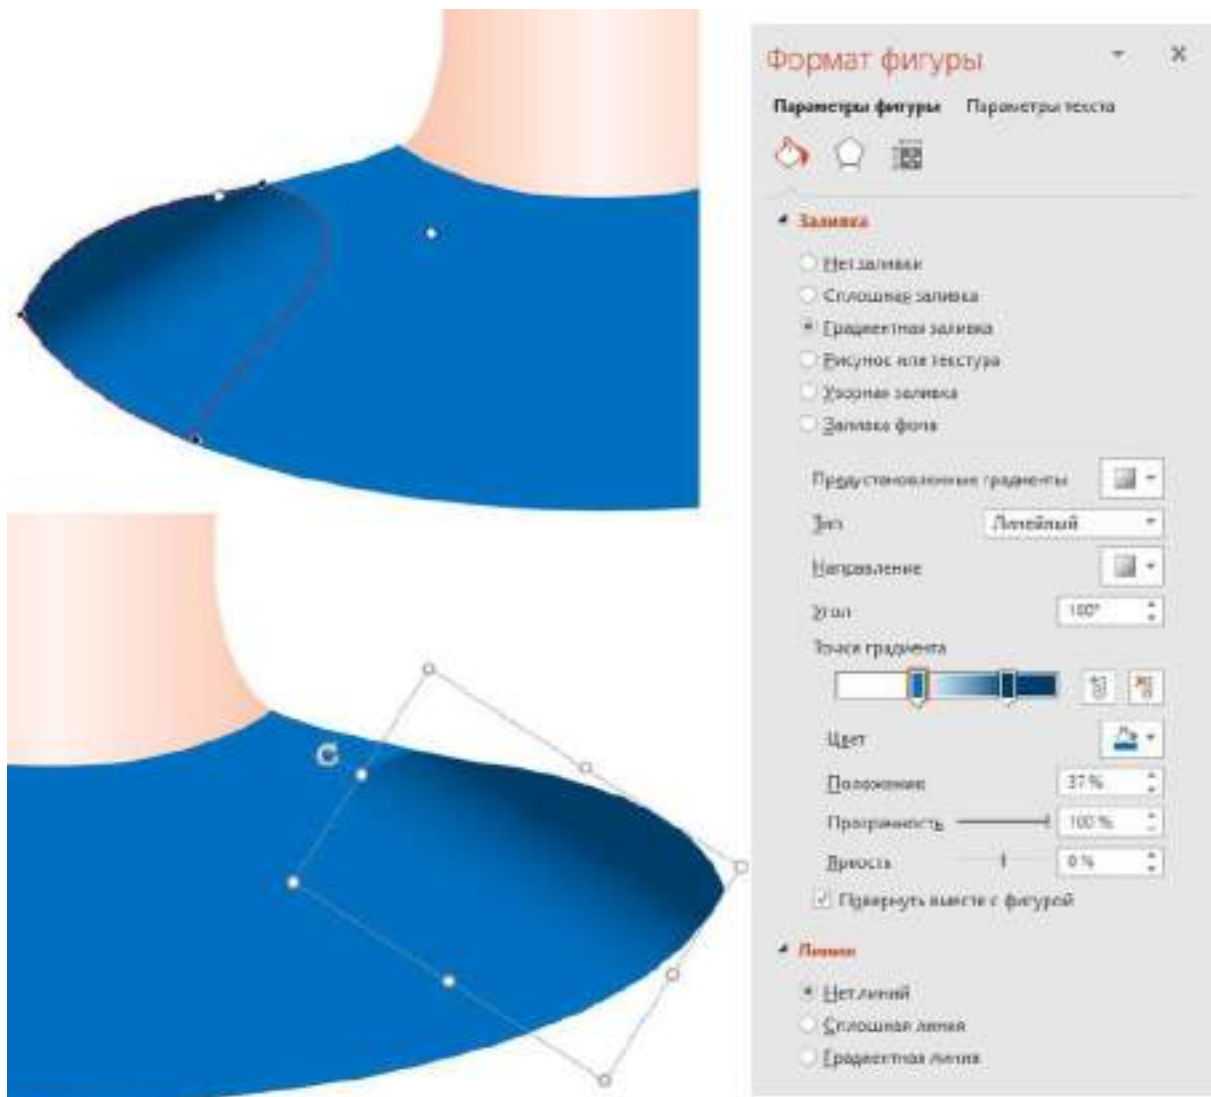 Формат фигуры
Параметры фигуры Параметры текста
Заливка
Нет заливки
Сплошная заливка
Градиентная заливка
Рисунок или текстура
Узорная заливка
Заливка фона
Предустановленные градиенты
Тип Линейный
Направление
Угол 180°
Точки градиента
Цвет
Положение 37 %
Прозрачность 100 %
Яркость 0 %
Повернуть вместе с фигурой
Линии
Нет линий
Сплошная линия
Градиентная линия